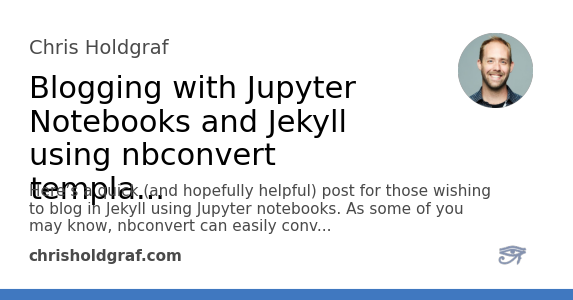 Chris Holdgraf
Blogging with Jupyter
Notebooks and Jekyll
using nbconvert
templa...
Here's a quick (and hopefully helpful) post for those wishing
to blog in Jekyll using Jupyter notebooks. As some of you
may know, nbconvert can easily conv...
chrisholdgraf.com